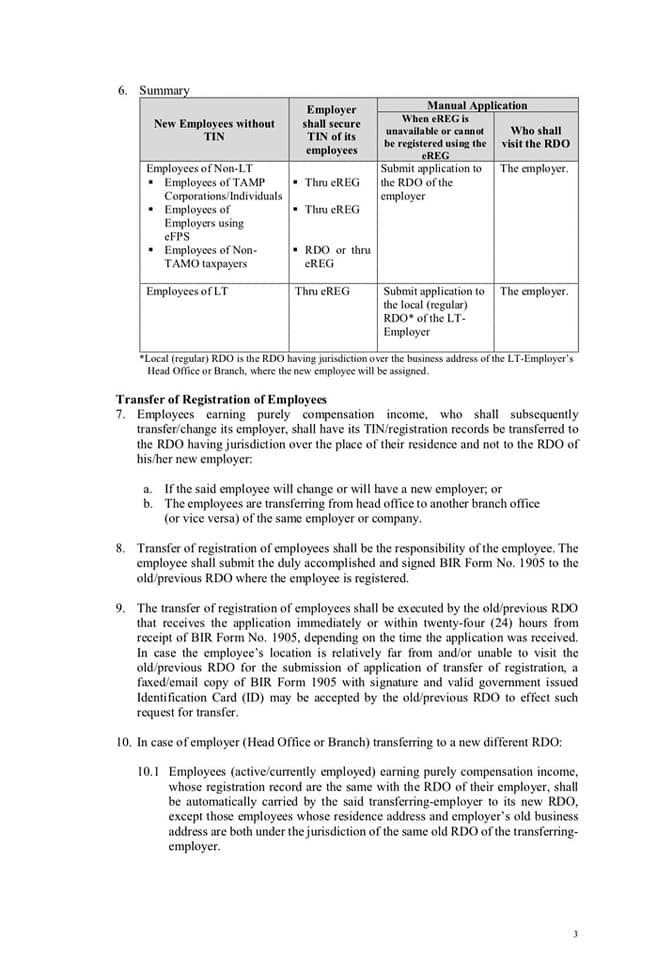 6. Summary
New Employees without TIN
Employer shall secure TIN of its employees
Manual Application
When eREG is unavailable or cannot be registered using the eREG
Who shall visit the RDO
Employees of Non-LT
▪ Employees of TAMP Corporations/Individuals
▪ Employees of Employers using eFPS
▪ Employees of Non-TAMO taxpayers
▪ Thru eREG
▪ Thru eREG
▪ RDO or thru eREG
Submit application to the RDO of the employer
The employer.
Employees of LT
Thru eREG
Submit application to the local (regular) RDO* of the LT-Employer
The employer.
*Local (regular) RDO is the RDO having jurisdiction over the business address of the LT-Employer's
Head Office or Branch, where the new employee will be assigned.
Transfer of Registration of Employees
7. Employees earning purely compensation income, who shall subsequently
transfer/change its employer, shall have its TIN/registration records be transferred to
the RDO having jurisdiction over the place of their residence and not to the RDO of
his/her new employer:
a. If the said employee will change or will have a new employer; or
b. The employees are transferring from head office to another branch office
(or vice versa) of the same employer or company.
8. Transfer of registration of employees shall be the responsibility of the employee. The
employee shall submit the duly accomplished and signed BIR Form No. 1905 to the
old/previous RDO where the employee is registered.
9. The transfer of registration of employees shall be executed by the old/previous RDO
that receives the application immediately or within twenty-four (24) hours from
receipt of BIR Form No. 1905, depending on the time the application was received.
In case the employee's location is relatively far from and/or unable to visit the
old/previous RDO for the submission of application of transfer of registration, a
faxed/email copy of BIR Form 1905 with signature and valid government issued
Identification Card (ID) may be accepted by the old/previous RDO to effect such
request for transfer.
10. In case of employer (Head Office or Branch) transferring to a new different RDO:
10.1 Employees (active/currently employed) earning purely compensation income,
whose registration record are the same with the RDO of their employer, shall
be automatically carried by the said transferring-employer to its new RDO,
except those employees whose residence address and employer's old business
address are both under the jurisdiction of the same old RDO of the transferring-
employer.
3